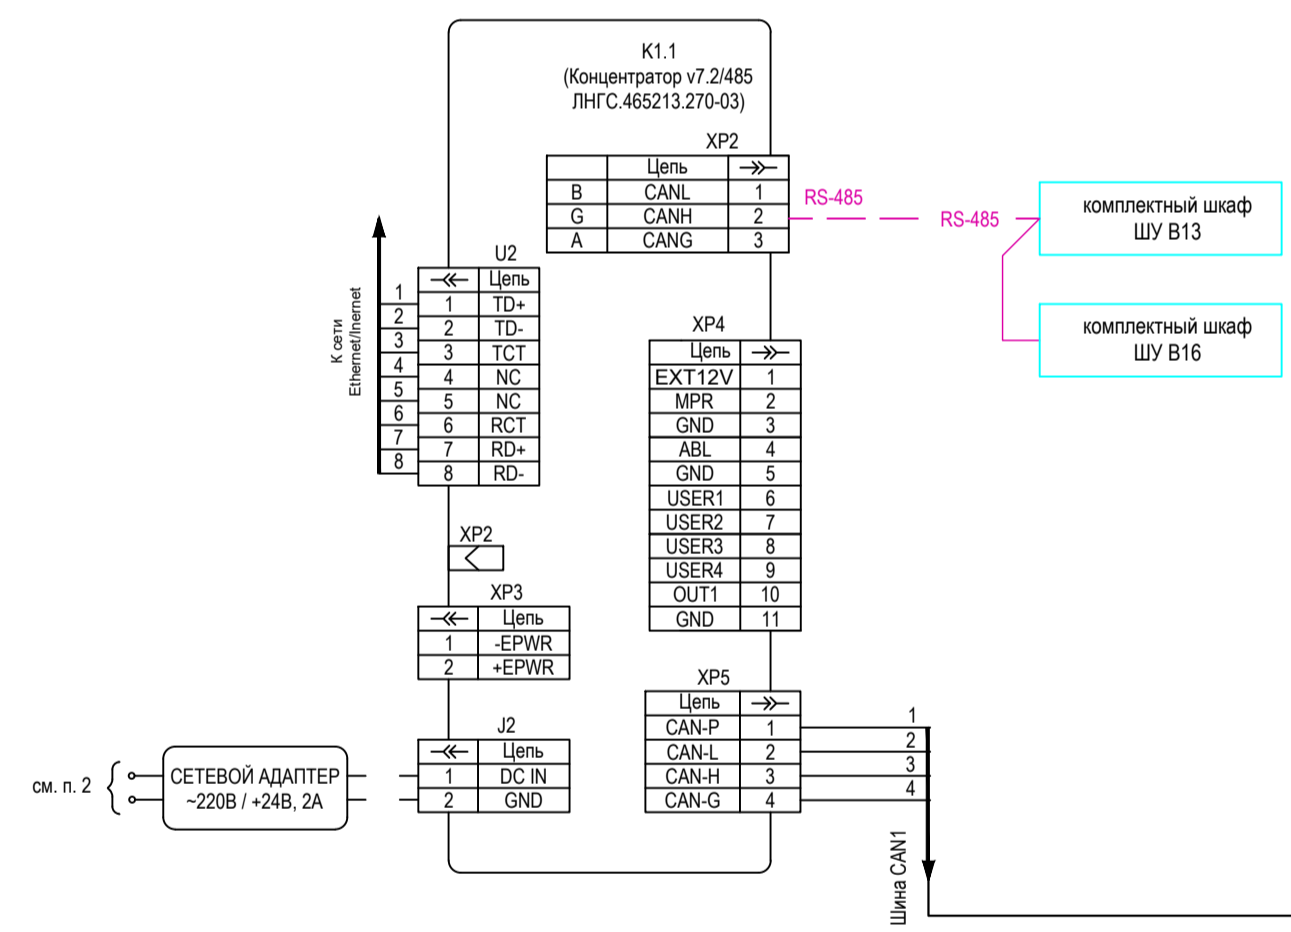 К1.1
(Концентратор v7.2/485
ЛНГС.465213.270-03)
XP2
Цепь
B CANL 1
G CANH 2
A CANG 3
RS-485
RS-485
комплектный шкаф
ШУ В13
комплектный шкаф
ШУ В16
U2
Цепь
1 1 TD+
2 2 TD-
3 3 TCT
4 4 NC
5 5 NC
6 6 RCT
7 7 RD+
8 8 RD-
К сети
Ethernet/Inernet
XP4
Цепь
EXT12V 1
MPR 2
GND 3
ABL 4
GND 5
USER1 6
USER2 7
USER3 8
USER4 9
OUT1 10
GND 11
XP2
XP3
Цепь
1 -EPWR
2 +EPWR
XP5
Цепь
CAN-P 1 1
CAN-L 2 2
CAN-H 3 3
CAN-G 4 4
J2
Цепь
1 DC IN
2 GND
см. п. 2
СЕТЕВОЙ АДАПТЕР
~220В / +24В, 2А
Шина CAN1